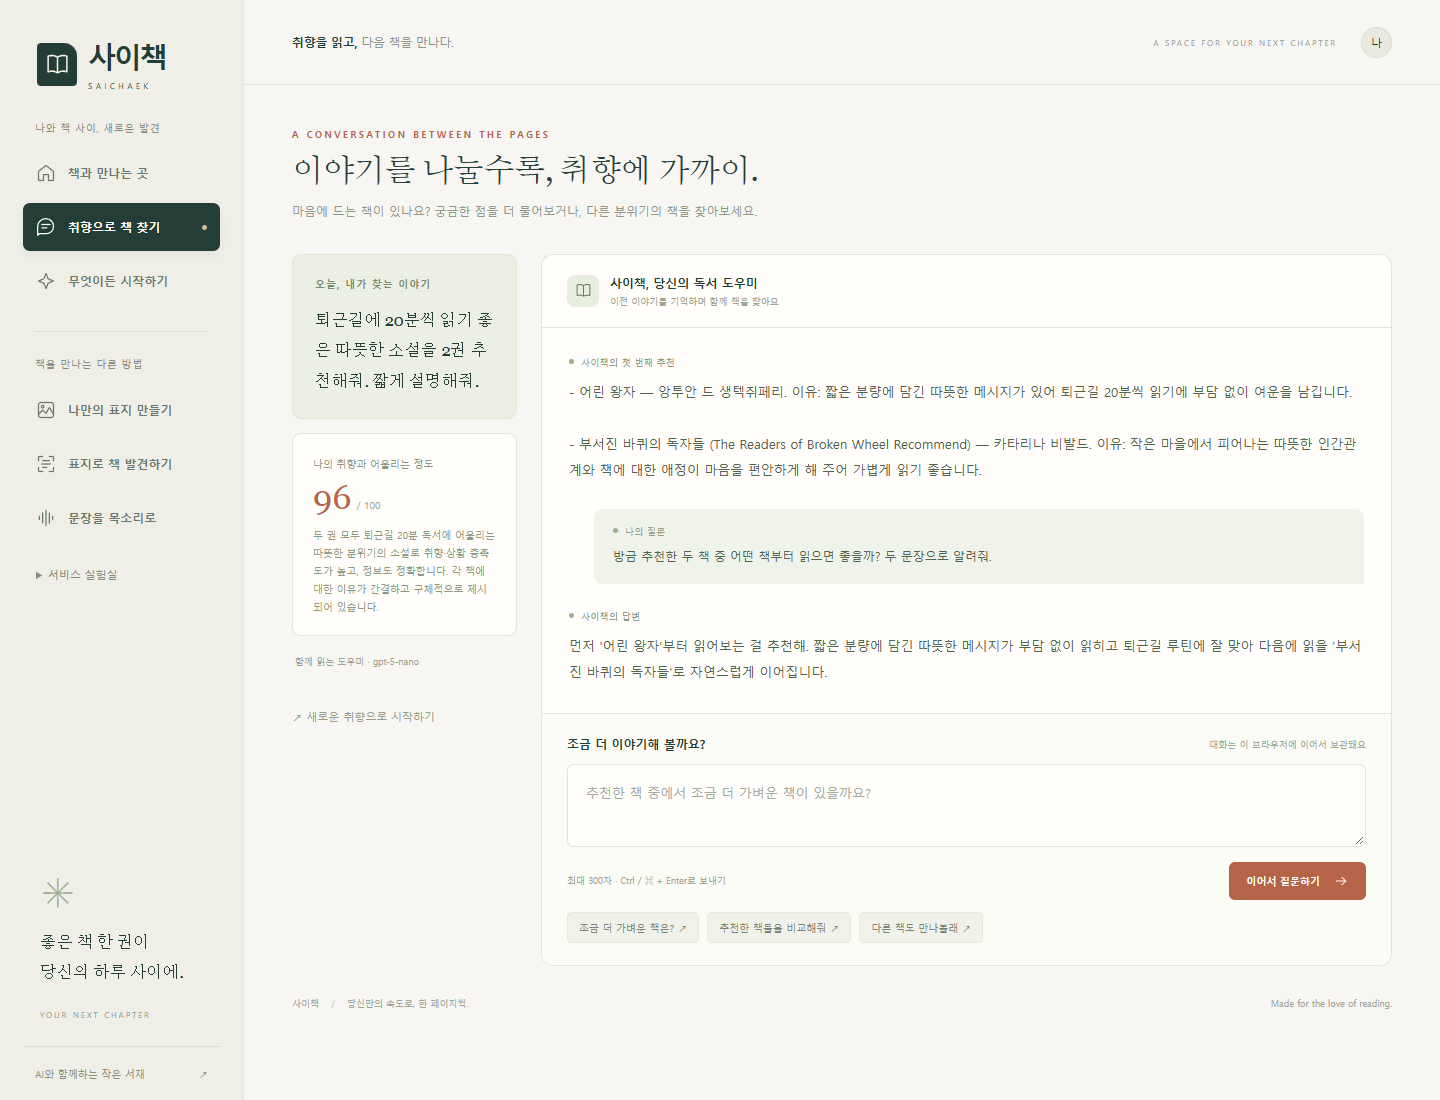 사이책
SAICHAEK
나와 책 사이, 새로운 발견
책과 만나는 곳
취향으로 책 찾기
무엇이든 시작하기
책을 만나는 다른 방법
나만의 표지 만들기
표지로 책 발견하기
문장을 목소리로
▶ 서비스 실험실
좋은 책 한 권이
당신의 하루 사이에.
YOUR NEXT CHAPTER
AI와 함께하는 작은 서재 ↗
취향을 읽고, 다음 책을 만나다.
A SPACE FOR YOUR NEXT CHAPTER
나
A CONVERSATION BETWEEN THE PAGES
이야기를 나눌수록, 취향에 가까이.
마음에 드는 책이 있나요? 궁금한 점을 더 물어보거나, 다른 분위기의 책을 찾아보세요.
오늘, 내가 찾는 이야기
퇴근길에 20분씩 읽기 좋
은 따뜻한 소설을 2권 추
천해줘. 짧게 설명해줘.
나의 취향과 어울리는 정도
96 / 100
두 권 모두 퇴근길 20분 독서에 어울리는
따뜻한 분위기의 소설로 취향·상황 충족
도가 높고, 정보도 정확합니다. 각 책에
대한 이유가 간결하고 구체적으로 제시
되어 있습니다.
함께 읽는 도우미 · gpt-5-nano
↗ 새로운 취향으로 시작하기
사이책, 당신의 독서 도우미
이전 이야기를 기억하며 함께 책을 찾아요
사이책의 첫 번째 추천
- 어린 왕자 — 앙투안 드 생텍쥐페리. 이유: 짧은 분량에 담긴 따뜻한 메시지가 있어 퇴근길 20분씩 읽기에 부담 없이 여운을 남깁니다.
- 부서진 바퀴의 독자들 (The Readers of Broken Wheel Recommend) — 카타리나 비발드. 이유: 작은 마을에서 피어나는 따뜻한 인간관
계와 책에 대한 애정이 마음을 편안하게 해 주어 가볍게 읽기 좋습니다.
나의 질문
방금 추천한 두 책 중 어떤 책부터 읽으면 좋을까? 두 문장으로 알려줘.
사이책의 답변
먼저 '어린 왕자'부터 읽어보는 걸 추천해. 짧은 분량에 담긴 따뜻한 메시지가 부담 없이 읽히고 퇴근길 루틴에 잘 맞아 다음에 읽을 '부서
진 바퀴의 독자들'로 자연스럽게 이어집니다.
조금 더 이야기해 볼까요?
대화는 이 브라우저에 이어서 보관돼요
추천한 책 중에서 조금 더 가벼운 책이 있을까요?
최대 300자 · Ctrl / ⌘ + Enter로 보내기
이어서 질문하기 →
조금 더 가벼운 책은? ↗
추천한 책들을 비교해줘 ↗
다른 책도 만나볼래 ↗
사이책 / 당신만의 속도로, 한 페이지씩.
Made for the love of reading.